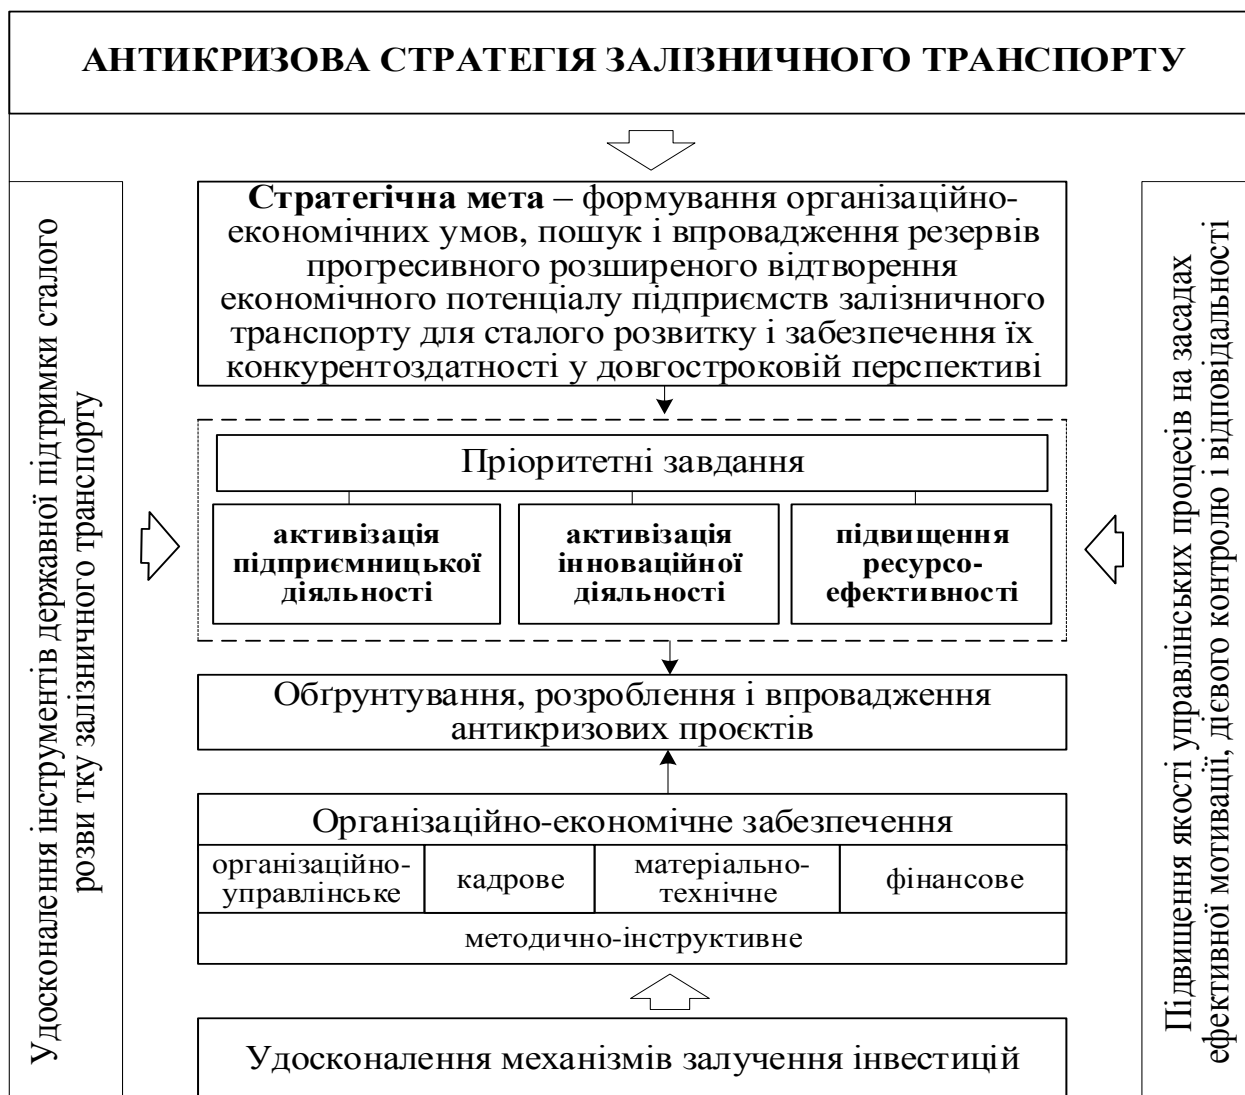 АНТИКРИЗОВА СТРАТЕГІЯ ЗАЛІЗНИЧНОГО ТРАНСПОРТУ
Удосконалення інструментів державної підтримки сталого
розви тку залізничного транспорту
Стратегічна мета – формування організаційно-
економічних умов, пошук і впровадження резервів
прогресивного розширеного відтворення
економічного потенціалу підприємств залізничного
транспорту для сталого розвитку і забезпечення їх
конкурентоздатності у довгостроковій перспективі
Пріоритетні завдання
активізація
підприємницької
діяльності
активізація
інноваційної
діяльності
підвищення
ресурсо-
ефективності
Обґрунтування, розроблення і впровадження
антикризових проєктів
Організаційно-економічне забезпечення
організаційно-
управлінське
кадрове
матеріально-
технічне
фінансове
методично-інструктивне
Удосконалення механізмів залучення інвестицій
Підвищення якості управлінських процесів на засадах
ефективної мотивації, дієвого контролю і відповідальності